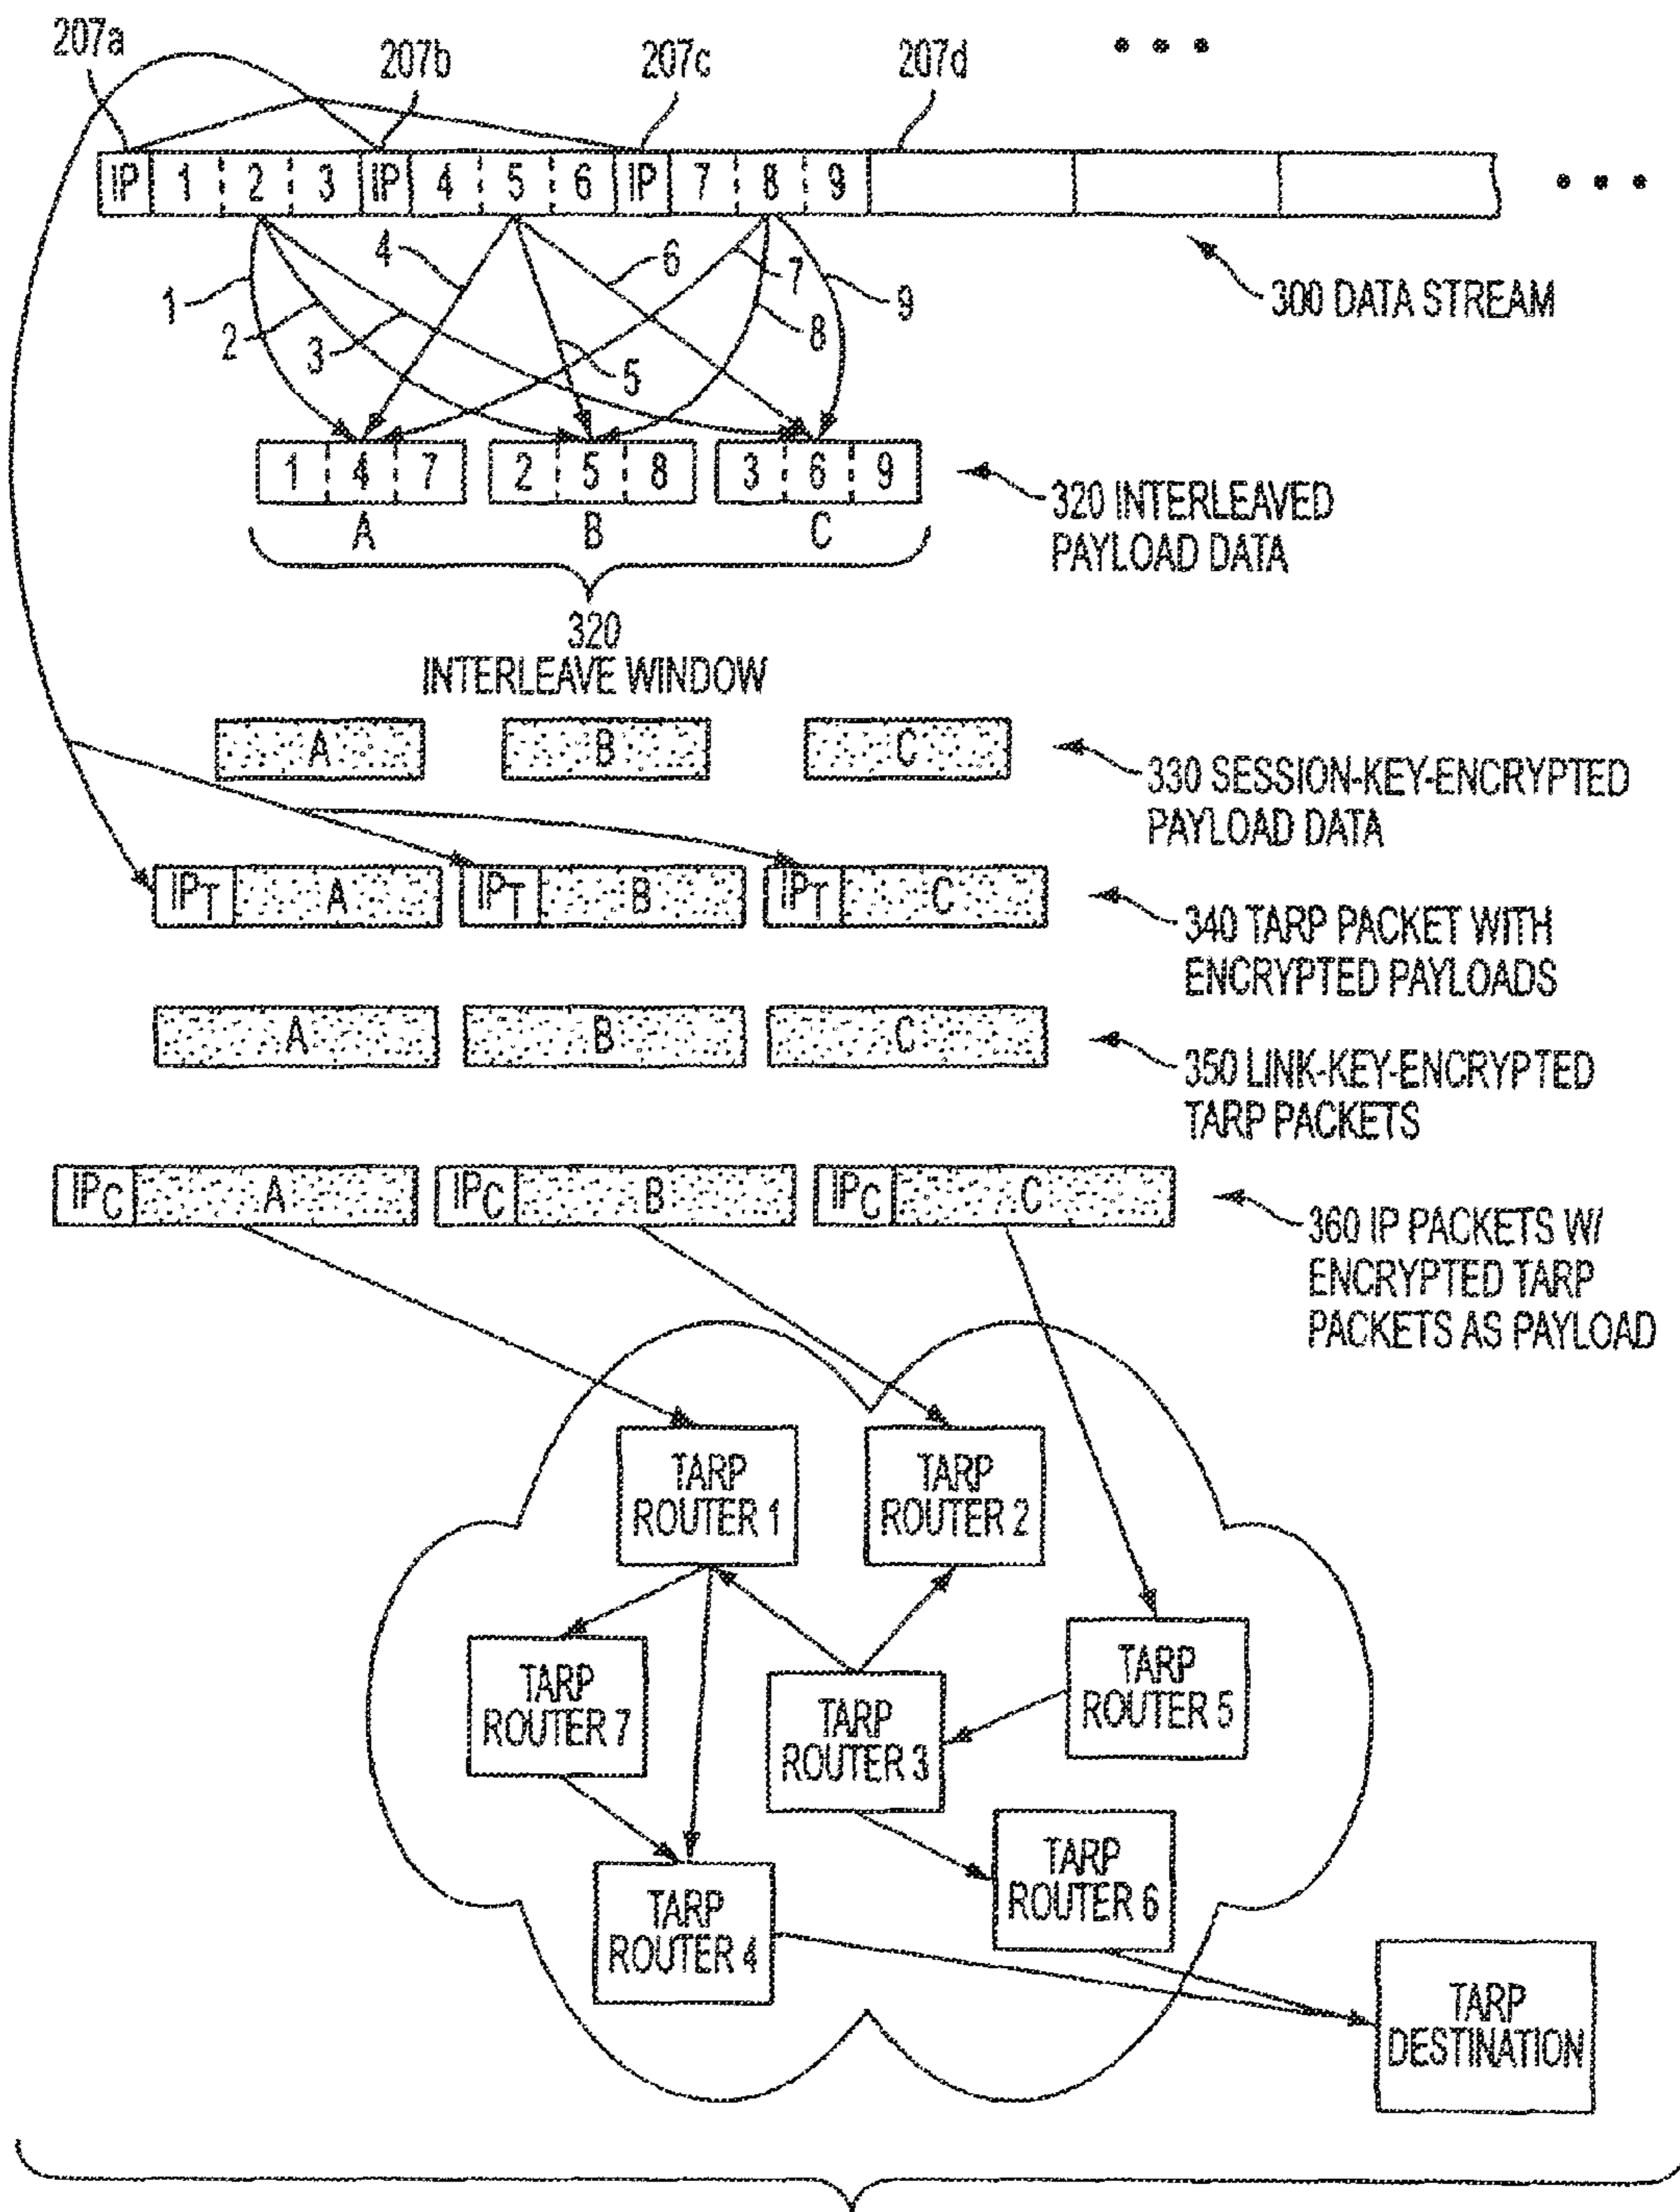 207a 207b 207c 207d • • •
IP 1 2 3 IP 4 5 6 IP 7 8 9 • • •
4 6 7 9
1 2 3 5 8
300 DATA STREAM
1 4 7 2 5 8 3 6 9
A B C
320 INTERLEAVED
PAYLOAD DATA
320
INTERLEAVE WINDOW
A B C
330 SESSION-KEY-ENCRYPTED
PAYLOAD DATA
IPT A IPT B IPT C
340 TARP PACKET WITH
ENCRYPTED PAYLOADS
A B C
350 LINK-KEY-ENCRYPTED
TARP PACKETS
IPC A IPC B IPC C
360 IP PACKETS W/
ENCRYPTED TARP
PACKETS AS PAYLOAD
TARP
ROUTER 1
TARP
ROUTER 2
TARP
ROUTER 5
TARP
ROUTER 7
TARP
ROUTER 3
TARP
ROUTER 6
TARP
ROUTER 4
TARP
DESTINATION